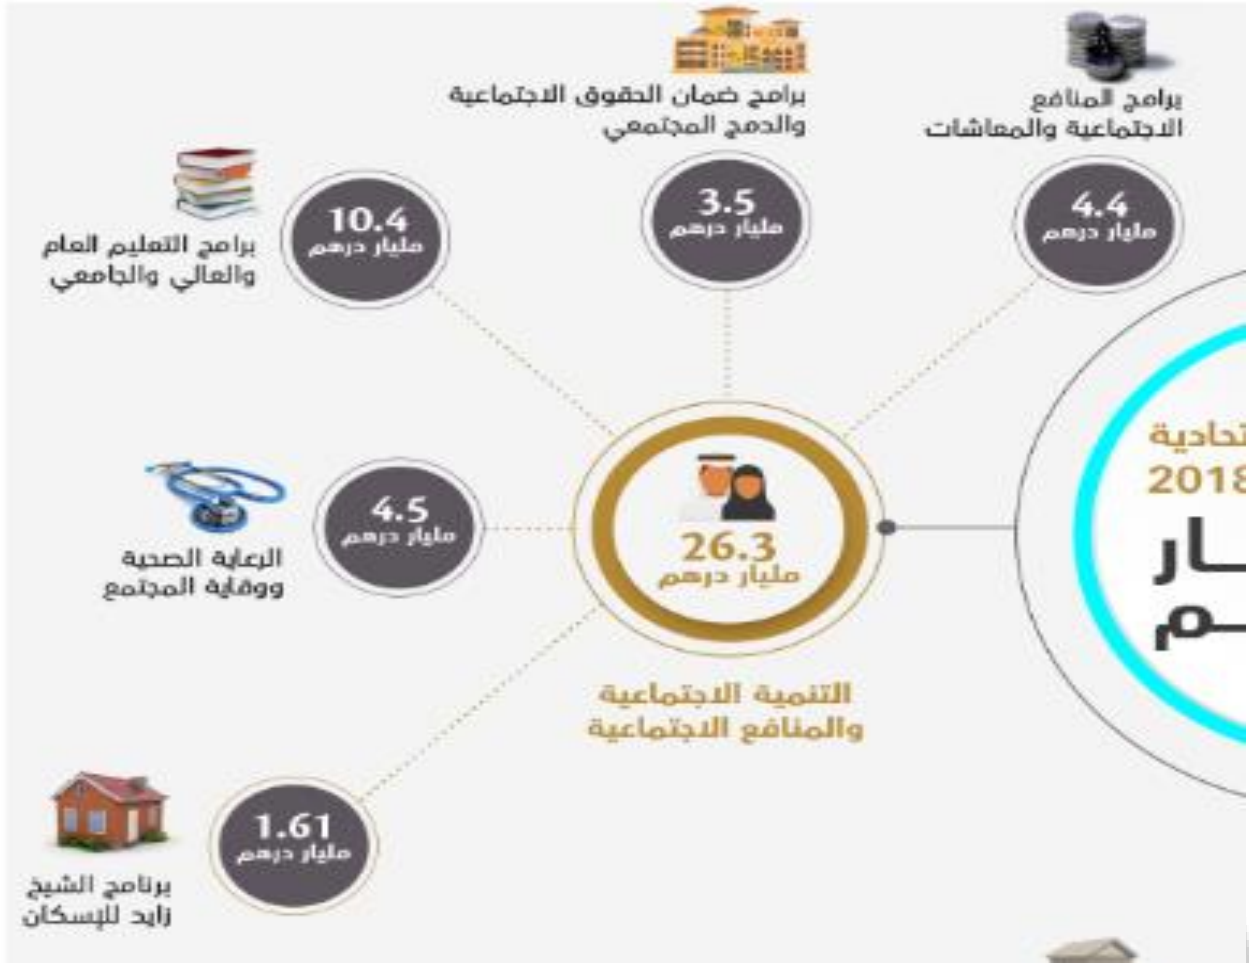 برامج المنافع
الاجتماعية والمعاشات
4.4
مليار درهم
برامج ضمان الحقوق الاجتماعية
والدمج المجتمعي
3.5
مليار درهم
برامج التعليم العام
والعالي والجامعي
10.4
مليار درهم
الرعاية الصحية
ووقاية المجتمع
4.5
مليار درهم
برنامج الشيخ
زايد للإسكان
1.61
مليار درهم
26.3
مليار درهم
التنمية الاجتماعية
والمنافع الاجتماعية
2018